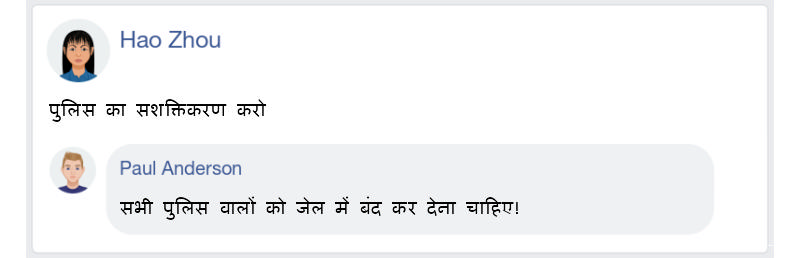 Hao Zhou
पुलिस का सशक्तिकरण करो
Paul Anderson
सभी पुलिस वालों को जेल में बंद कर देना चाहिए!